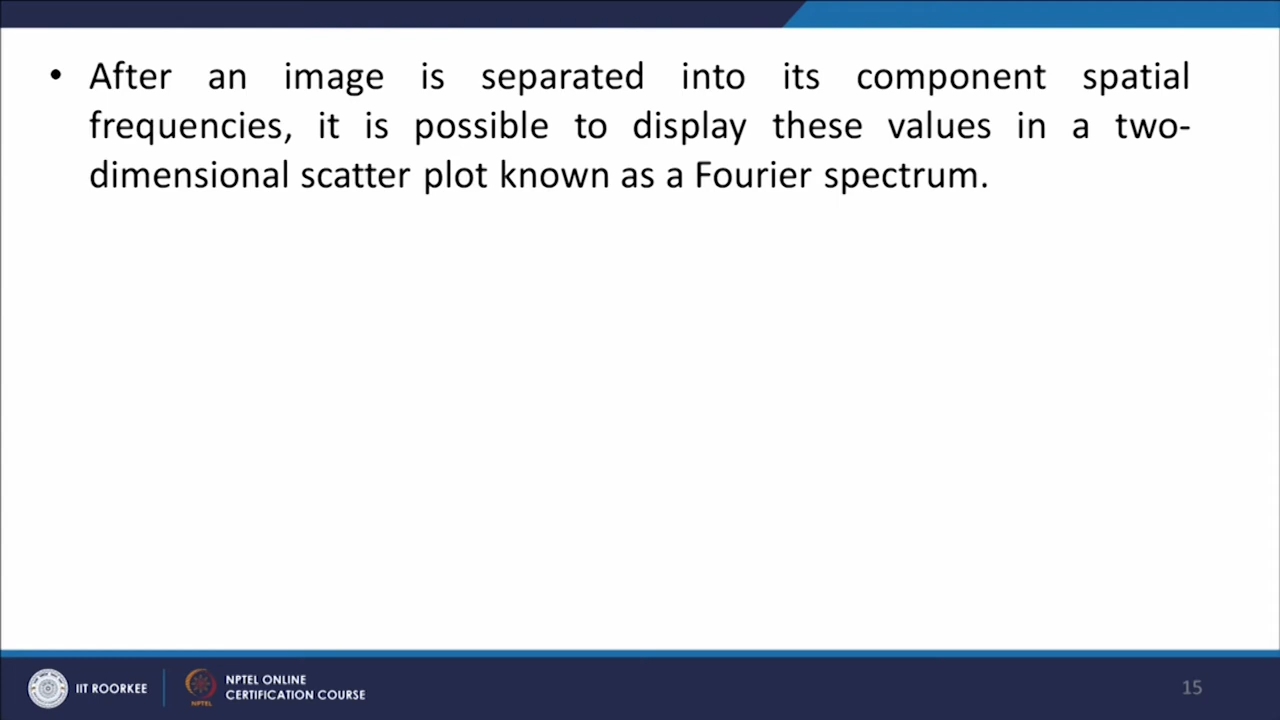 • After an image is separated into its component spatial
frequencies, it is possible to display these values in a two-
dimensional scatter plot known as a Fourier spectrum.
IIT ROORKEE
NPTEL
NPTEL ONLINE
CERTIFICATION COURSE
15